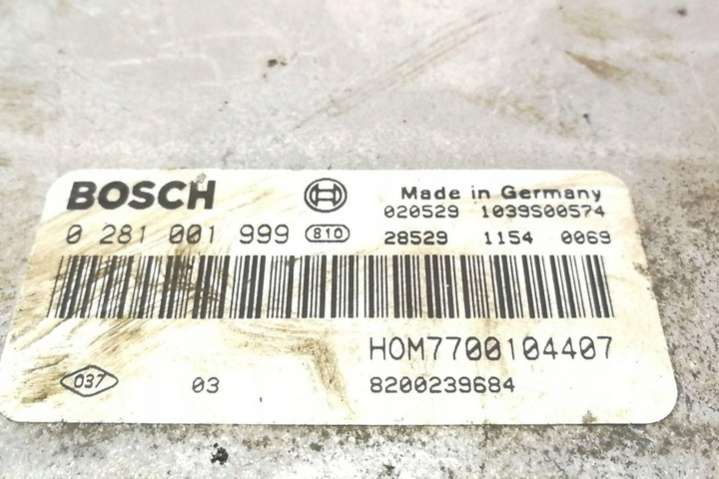 BOSCH Made in Germany
020529 1039S00574
0 281 001 999 810 28529 1154 0069
HOM7700104407
037 03 8200239684